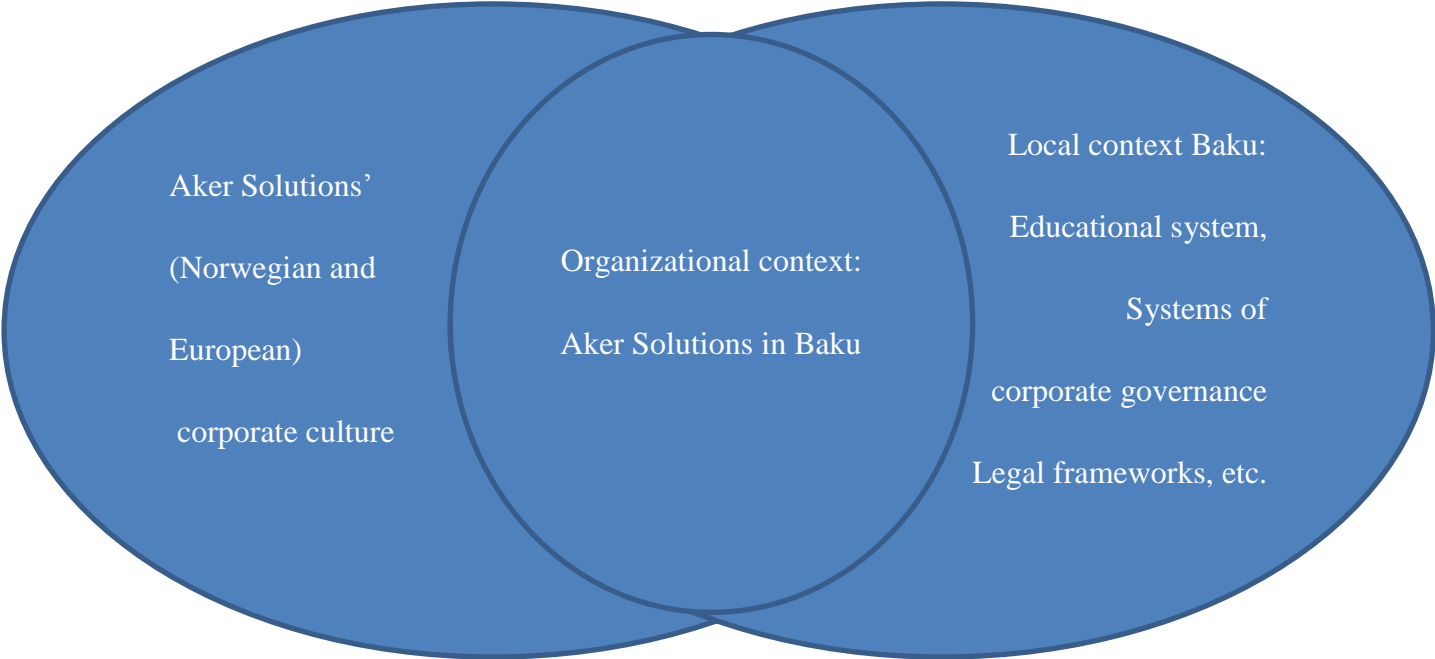 Aker Solutions’
(Norwegian and
European)
corporate culture
Organizational context:
Aker Solutions in Baku
Local context Baku:
Educational system,
Systems of
corporate governance
Legal frameworks, etc.